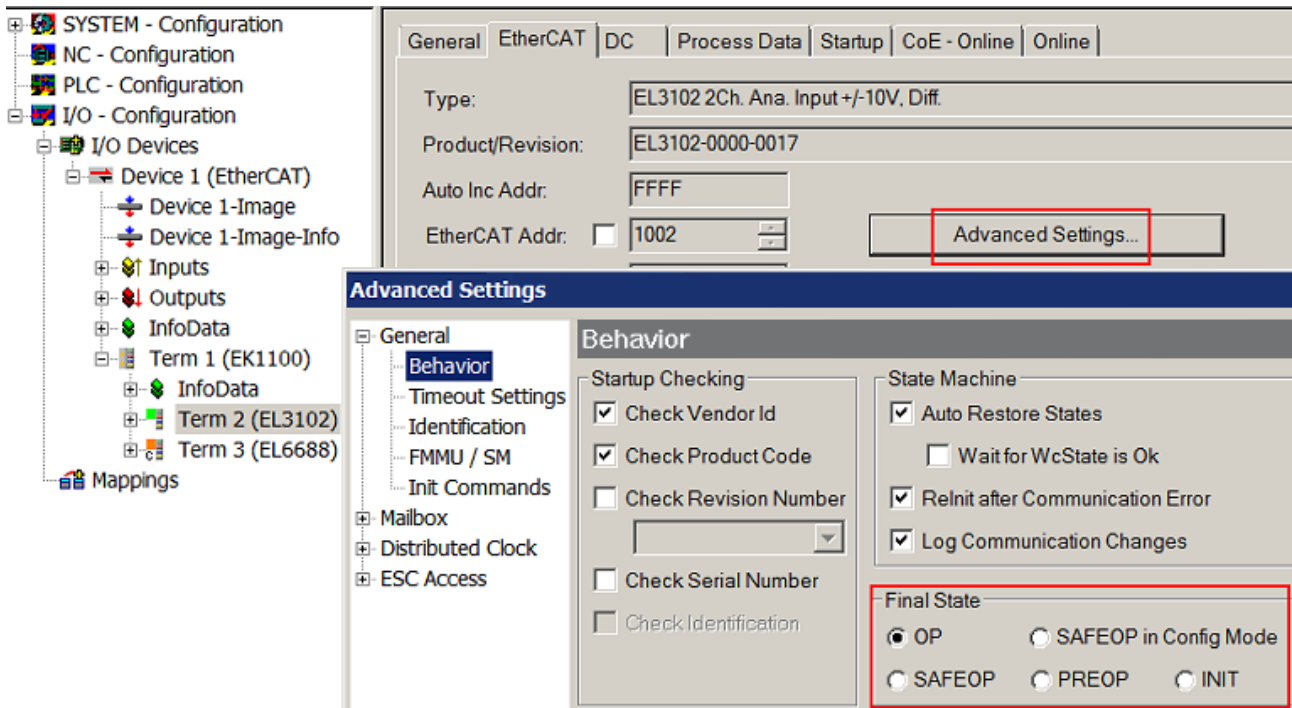 SYSTEM - Configuration
NC - Configuration
PLC - Configuration
I/O - Configuration
I/O Devices
Device 1 (EtherCAT)
Device 1-Image
Device 1-Image-Info
Inputs
Outputs
InfoData
Term 1 (EK1100)
InfoData
Term 2 (EL3102)
Term 3 (EL6688)
Mappings
General EtherCAT DC Process Data Startup CoE - Online Online
Type: EL3102 2Ch. Ana. Input +/-10V, Diff.
Product/Revision: EL3102-0000-0017
Auto Inc Addr: FFFF
EtherCAT Addr: 1002 Advanced Settings...
Advanced Settings
General
Behavior
Timeout Settings
Identification
FMMU / SM
Init Commands
Mailbox
Distributed Clock
ESC Access
Behavior
Startup Checking
Check Vendor Id
Check Product Code
Check Revision Number
Check Serial Number
Check Identification
State Machine
Auto Restore States
Wait for WcState is Ok
ReInit after Communication Error
Log Communication Changes
Final State
OP SAFEOP in Config Mode
SAFEOP PREOP INIT